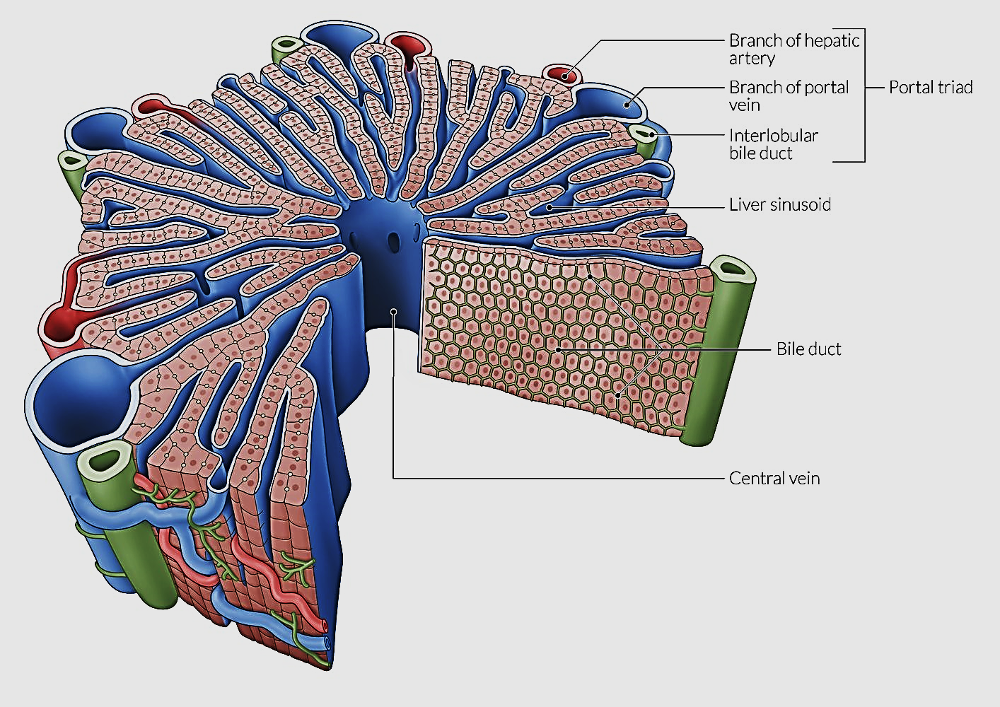 Branch of hepatic
artery
Branch of portal
vein
Portal triad
Interlobular
bile duct
Liver sinusoid
Bile duct
Central vein